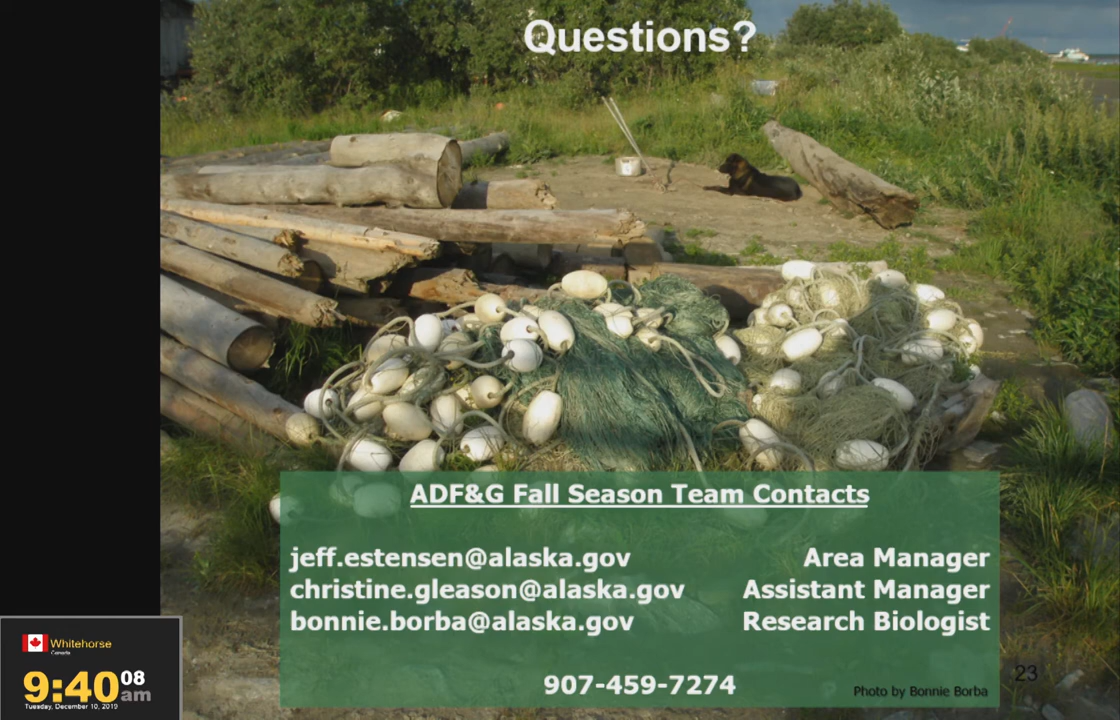 Questions?
ADF&G Fall Season Team Contacts
jeff.estensen@alaska.gov Area Manager
christine.gleason@alaska.gov Assistant Manager
bonnie.borba@alaska.gov Research Biologist
907-459-7274
Photo by Bonnie Borba
23
Whitehorse
Canada
9:40 08 am
Tuesday, December 10, 2019